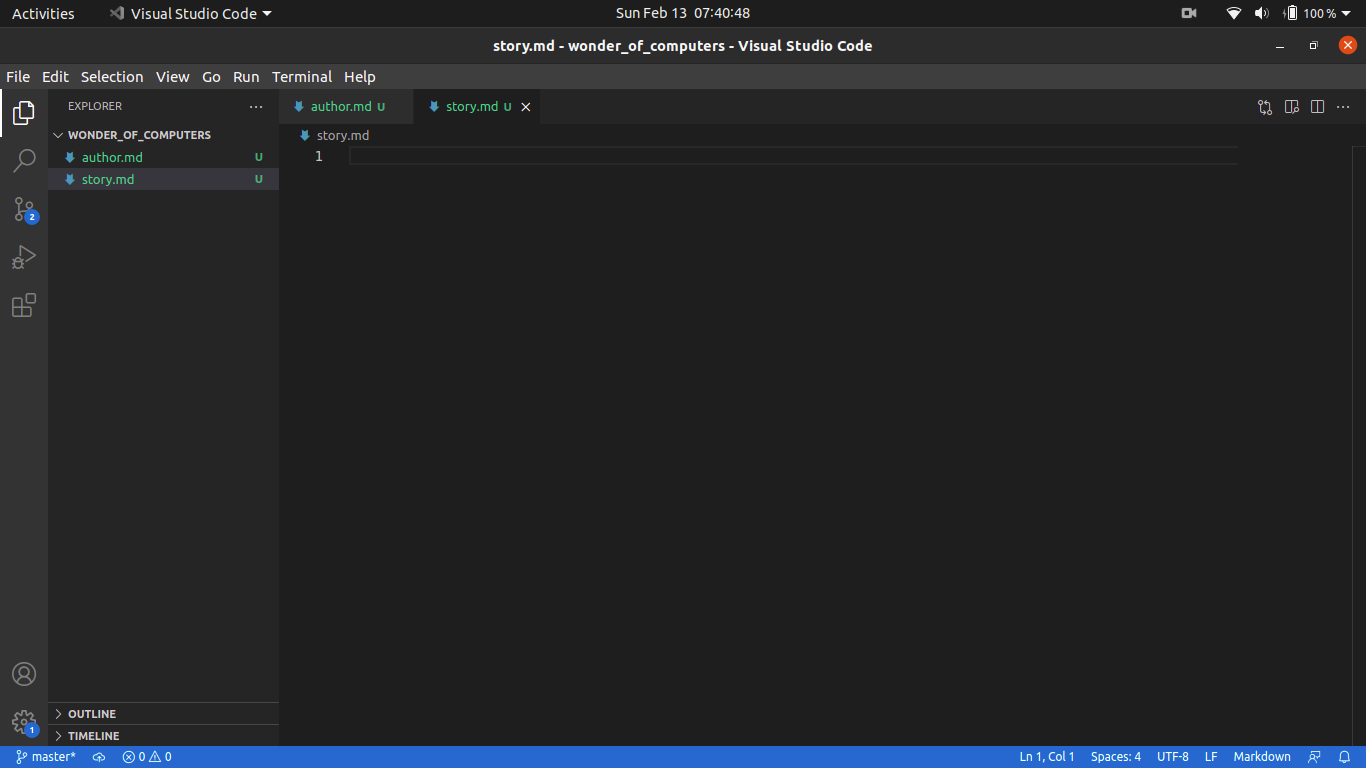 Activities Visual Studio Code Sun Feb 13 07:40:48 100 %
story.md - wonder_of_computers - Visual Studio Code
File Edit Selection View Go Run Terminal Help
EXPLORER ··· author.md U story.md U
WONDER_OF_COMPUTERS story.md
author.md U 1
story.md U
2
OUTLINE
1
TIMELINE
master* 0 0 Ln 1, Col 1 Spaces: 4 UTF-8 LF Markdown